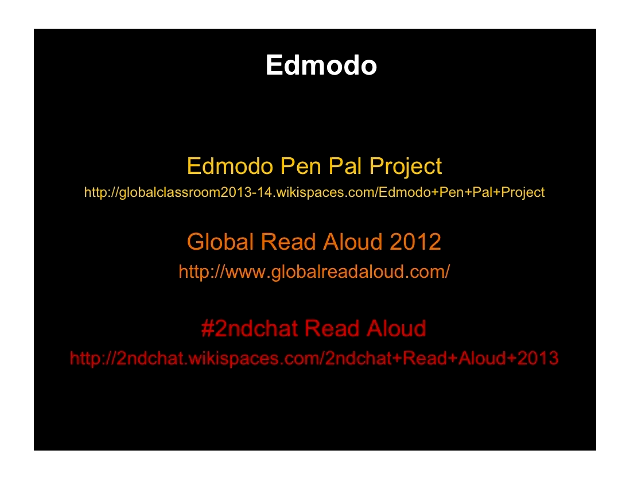 Edmodo
Edmodo Pen Pal Project
http://globalclassroom2013-14.wikispaces.com/Edmodo+Pen+Pal+Project
Global Read Aloud 2012
http://www.globalreadaloud.com/
#2ndchat Read Aloud
http://2ndchat.wikispaces.com/2ndchat+Read+Aloud+2013